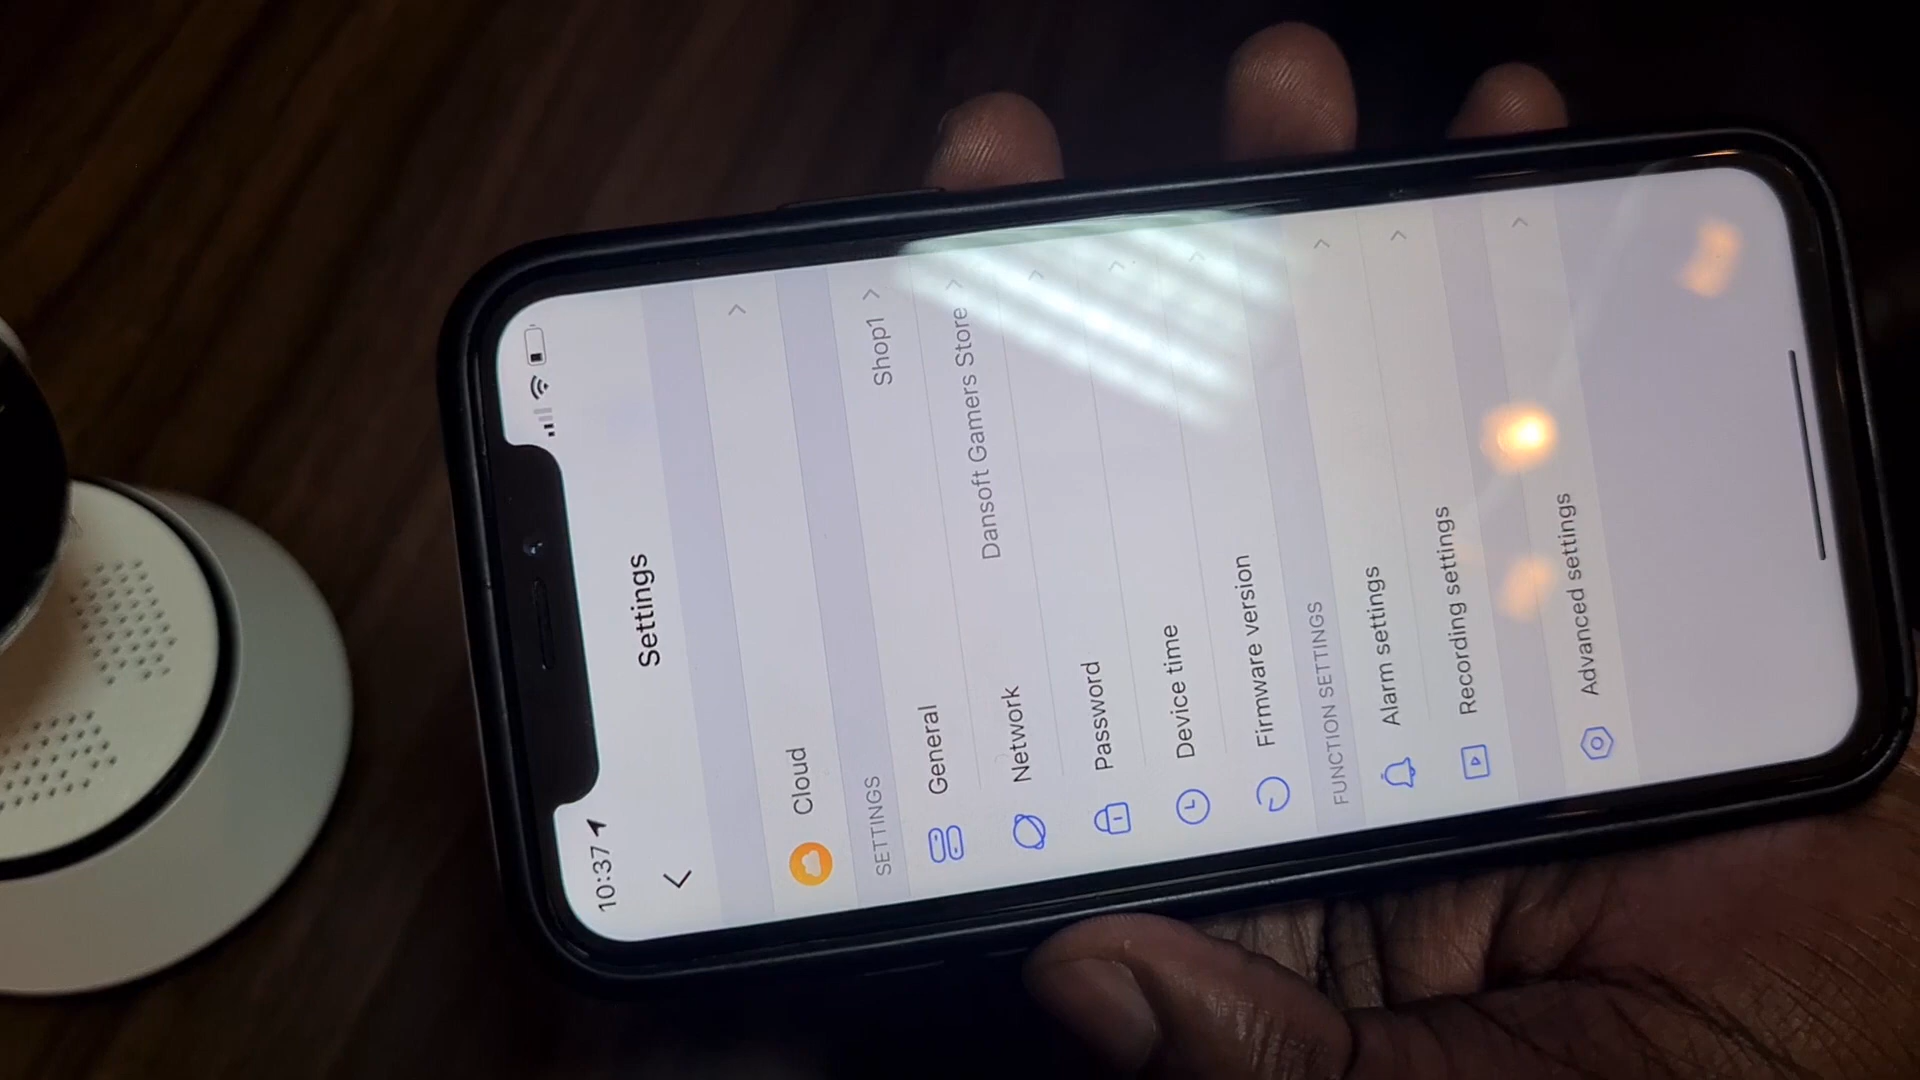 10:37
Settings
Cloud
SETTINGS
General Shop1
Network Dansoft Gamers Store
Password
Device time
Firmware version
FUNCTION SETTINGS
Alarm settings
Recording settings
Advanced settings